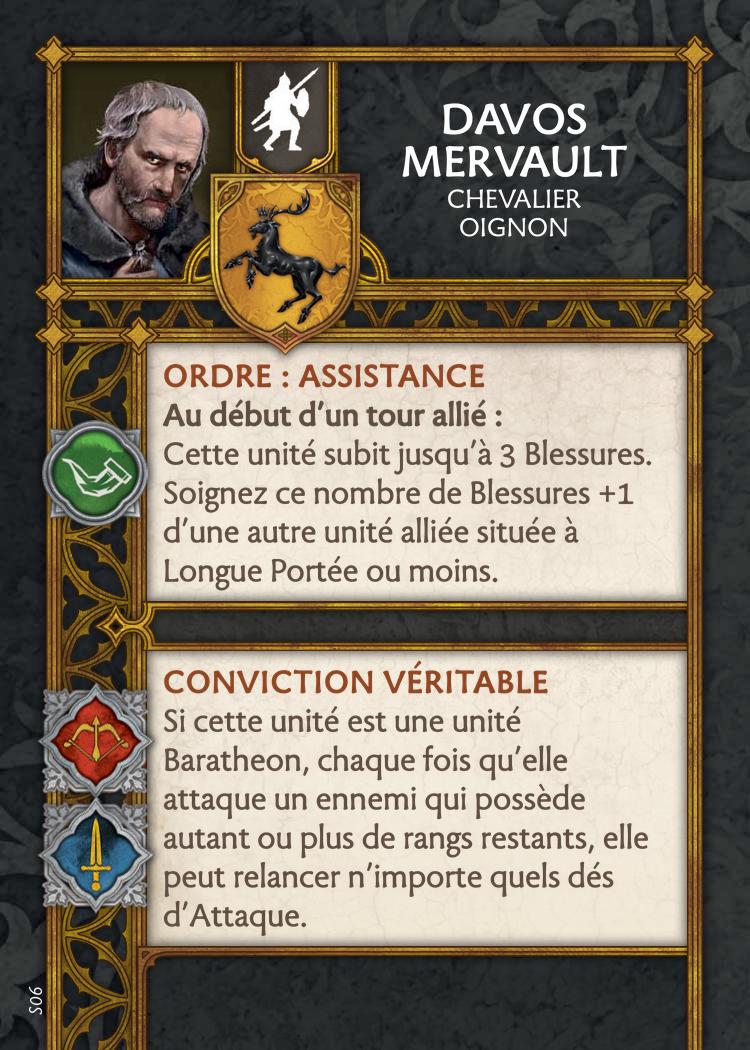 DAVOS
MERVAULT
CHEVALIER
OIGNON
ORDRE : ASSISTANCE
Au début d'un tour allié :
Cette unité subit jusqu'à 3 Blessures.
Soignez ce nombre de Blessures +1
d'une autre unité alliée située à
Longue Portée ou moins.
CONVICTION VÉRITABLE
Si cette unité est une unité
Baratheon, chaque fois qu'elle
attaque un ennemi qui possède
autant ou plus de rangs restants, elle
peut relancer n'importe quels dés
d'Attaque.
S06